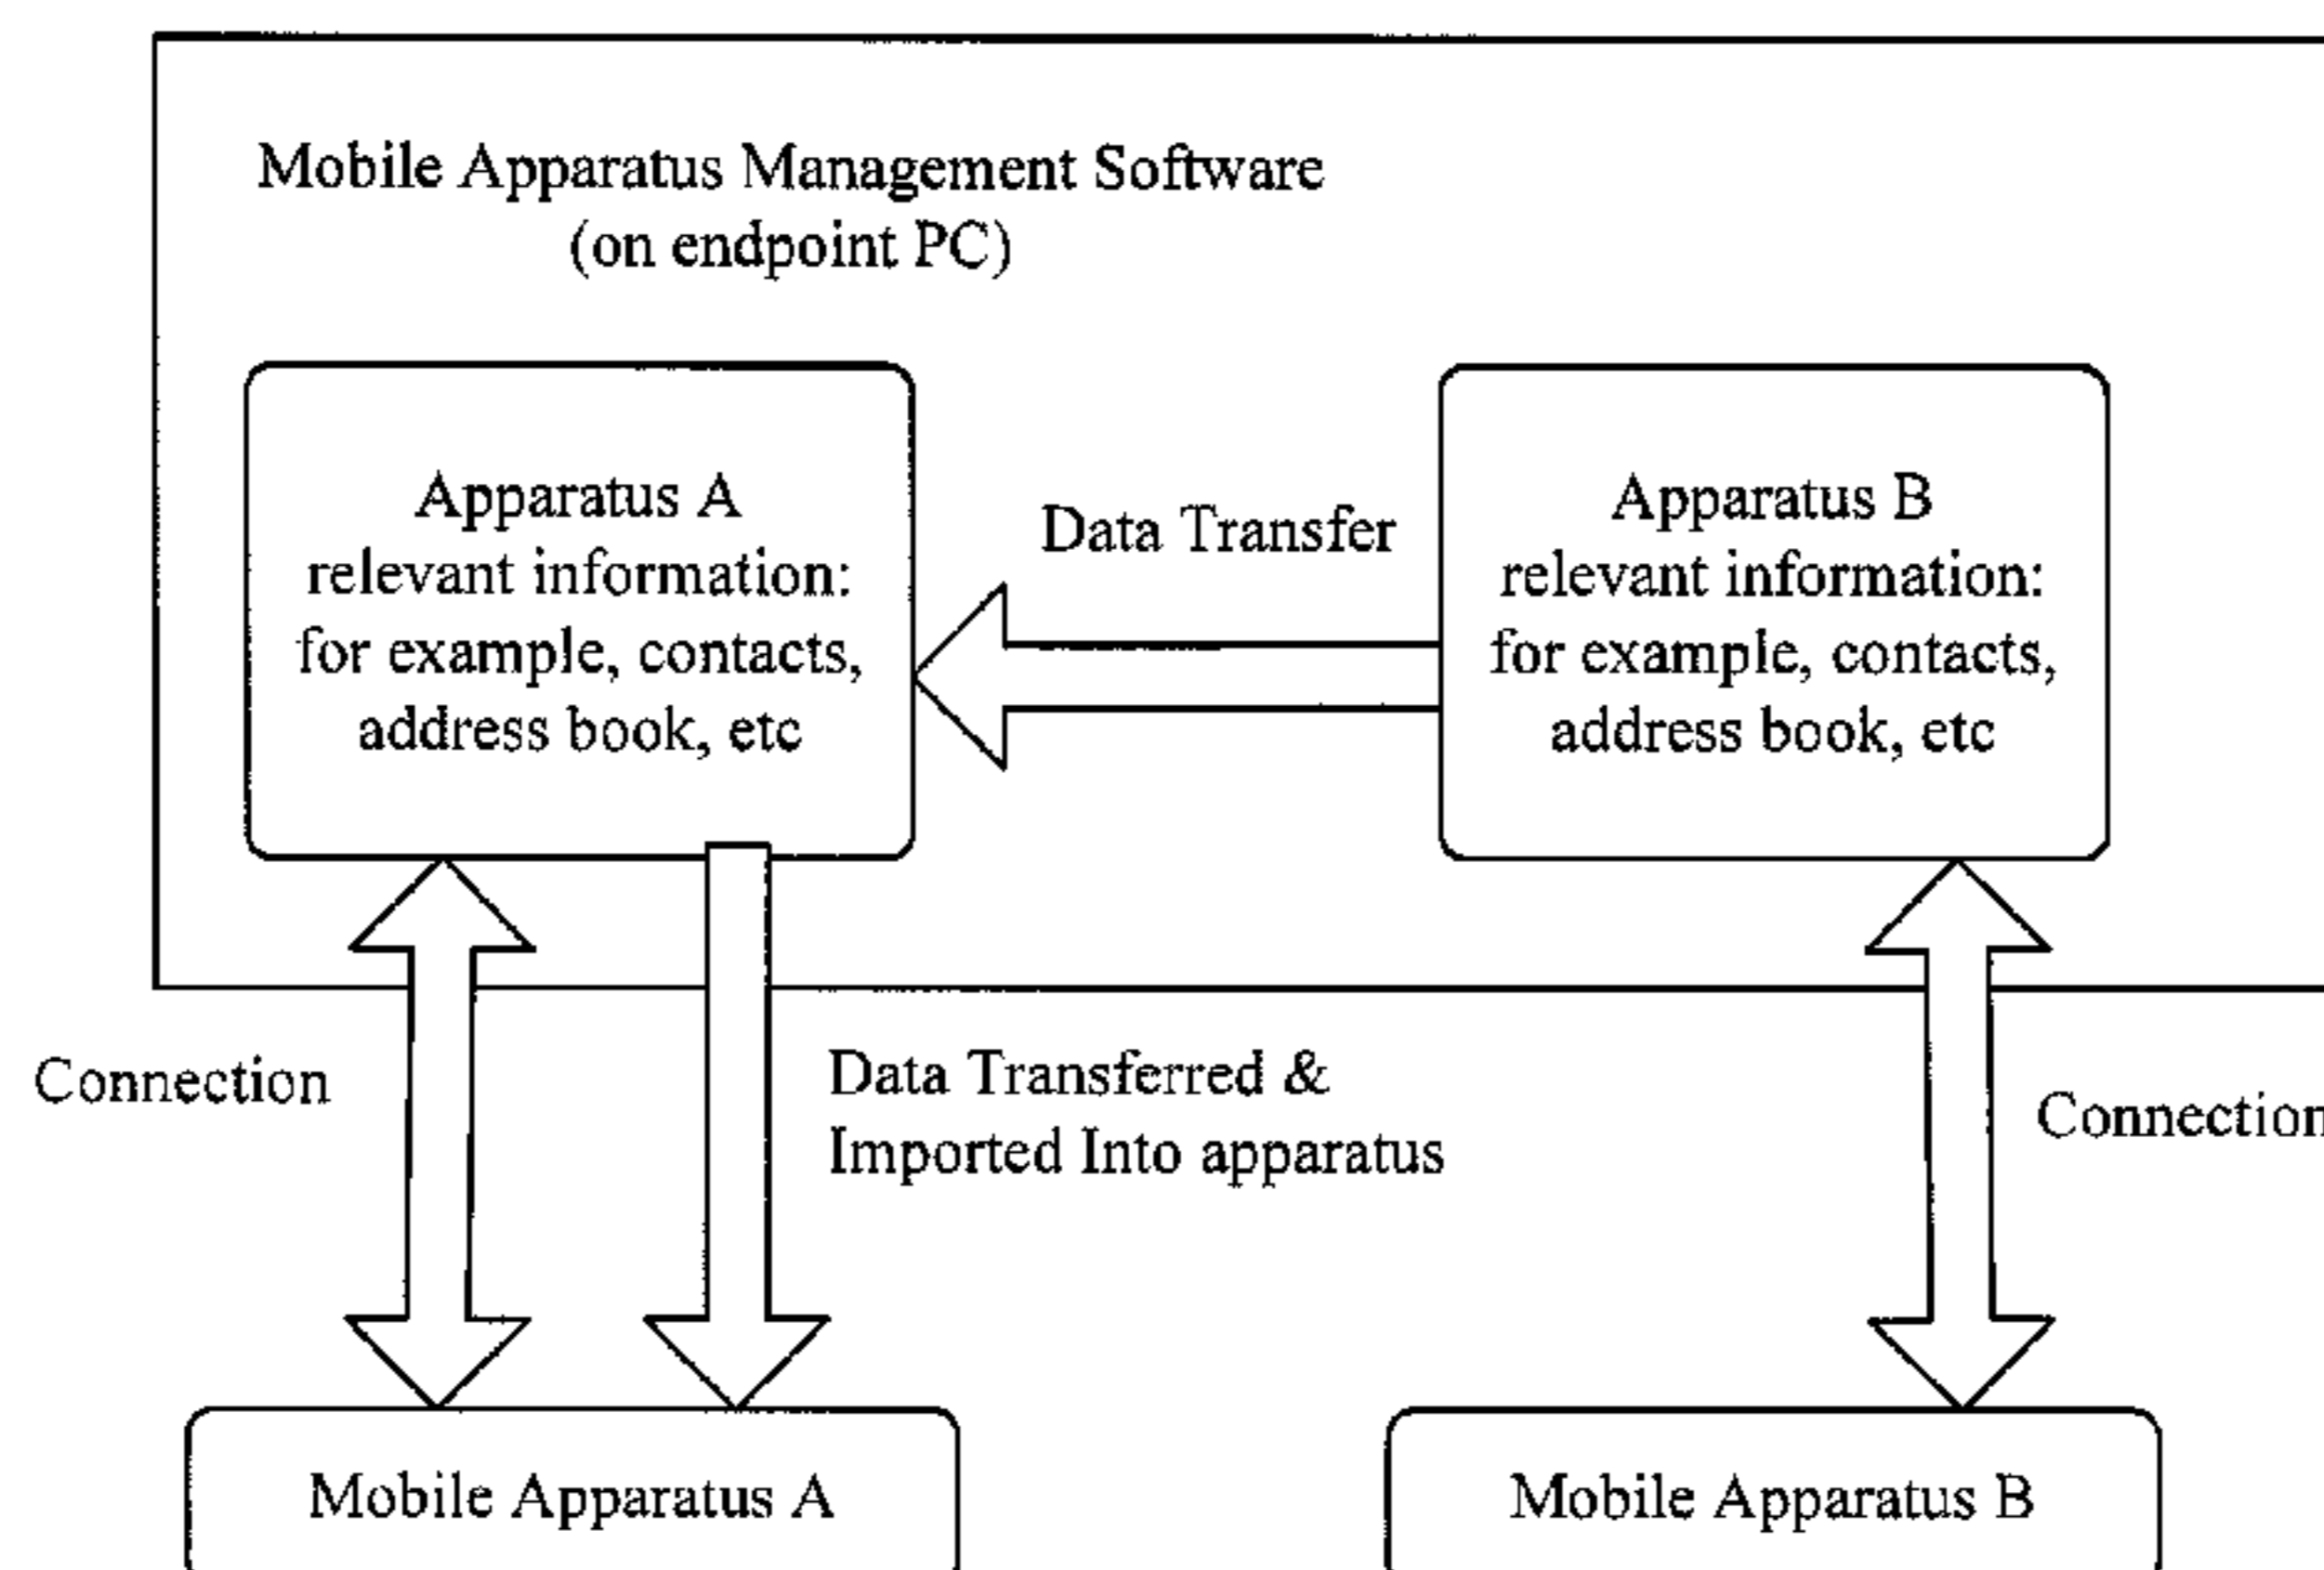 Mobile Apparatus Management Software
(on endpoint PC)
Apparatus A
relevant information:
for example, contacts,
address book, etc
Data Transfer
Apparatus B
relevant information:
for example, contacts,
address book, etc
Connection
Data Transferred &
Imported Into apparatus
Connection
Mobile Apparatus A
Mobile Apparatus B